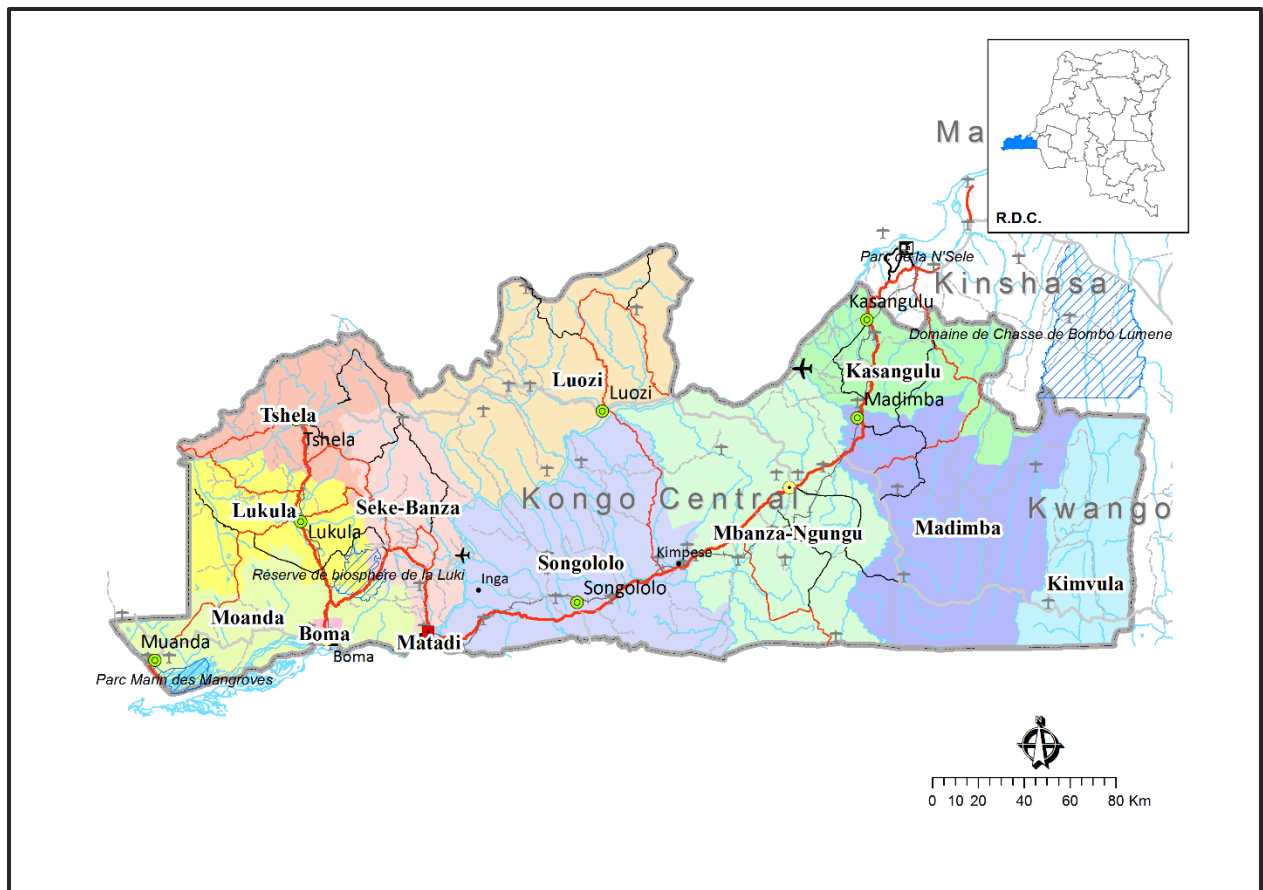 Ma
R.D.C.
Parc de la N'Sele
Kinshasa
Kasangulu
Domaine de Chasse de Bombo Lumene
Kasangulu
Luozi
Luozi
Madimba
Tshela
Tshela
Kongo Central
Kwango
Lukula
Séke-Banza
Lukula
Mbanza-Ngungu
Madimba
Kimpese
Songololo
Réserve de biosphère de la Luki
Inga
Songololo
Kimvula
Moanda
Boma
Matadi
Muanda
Boma
Parc Marin des Mangroves
N
0 10 20 40 60 80 Km